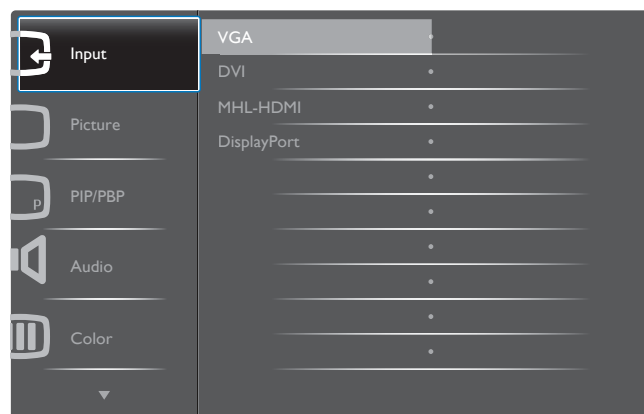 Input
VGA
DVI
MHL-HDMI
DisplayPort
Picture
p
PIP/PBP
Audio
Color